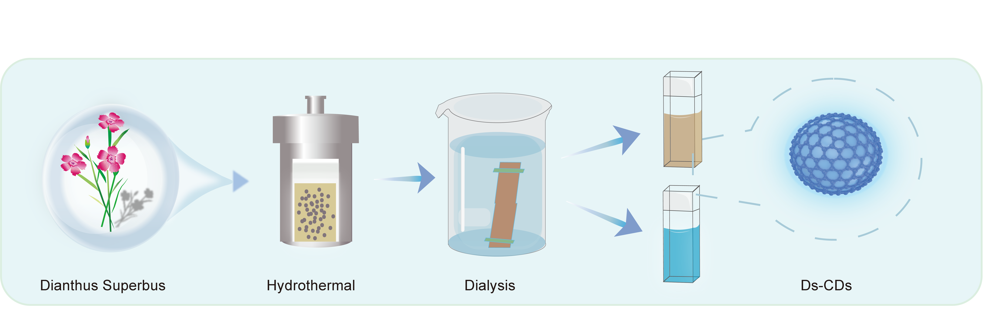 Dianthus Superbus
Hydrothermal
Dialysis
Ds-CDs